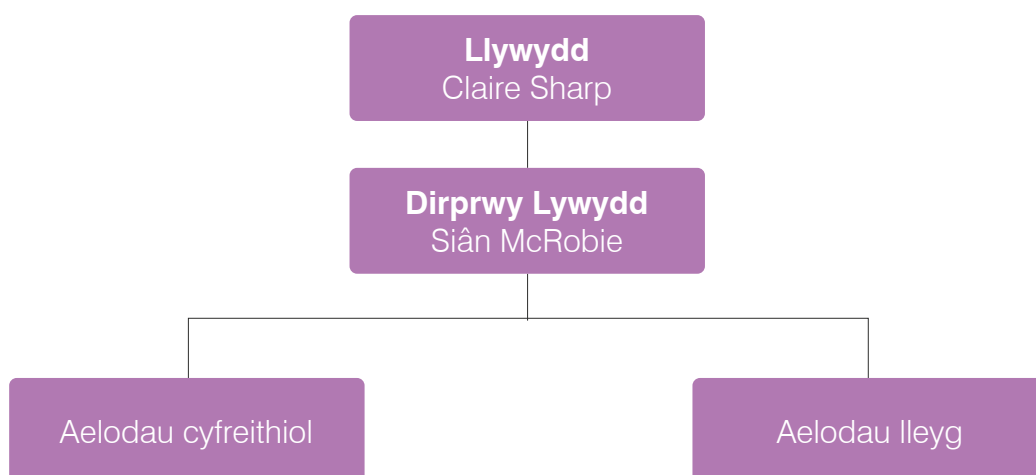 Llywydd
Claire Sharp
Dirprwy Lywydd
Siân McRobie
Aelodau cyfreithiol
Aelodau lleyg